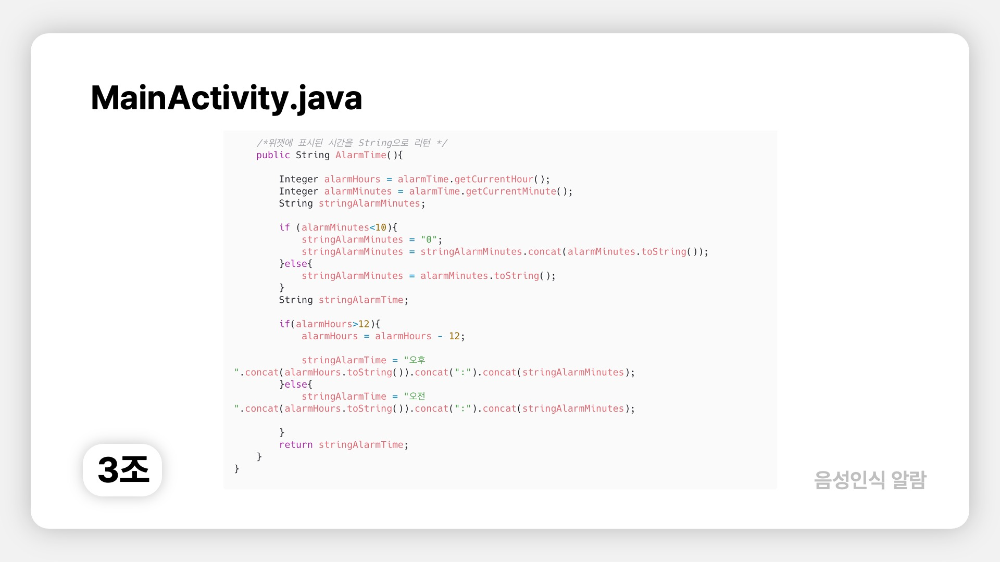 MainActivity.java
/*위젯에 표시된 시간을 String으로 리턴 */
public String AlarmTime(){
Integer alarmHours = alarmTime.getCurrentHour();
Integer alarmMinutes = alarmTime.getCurrentMinute();
String stringAlarmMinutes;
if (alarmMinutes<10){
stringAlarmMinutes = "0";
stringAlarmMinutes = stringAlarmMinutes.concat(alarmMinutes.toString());
}else{
stringAlarmMinutes = alarmMinutes.toString();
}
String stringAlarmTime;
if(alarmHours>12){
alarmHours = alarmHours - 12;
stringAlarmTime = "오후
".concat(alarmHours.toString()).concat(":").concat(stringAlarmMinutes);
}else{
stringAlarmTime = "오전
".concat(alarmHours.toString()).concat(":").concat(stringAlarmMinutes);
}
return stringAlarmTime;
}
}
3조
음성인식 알람